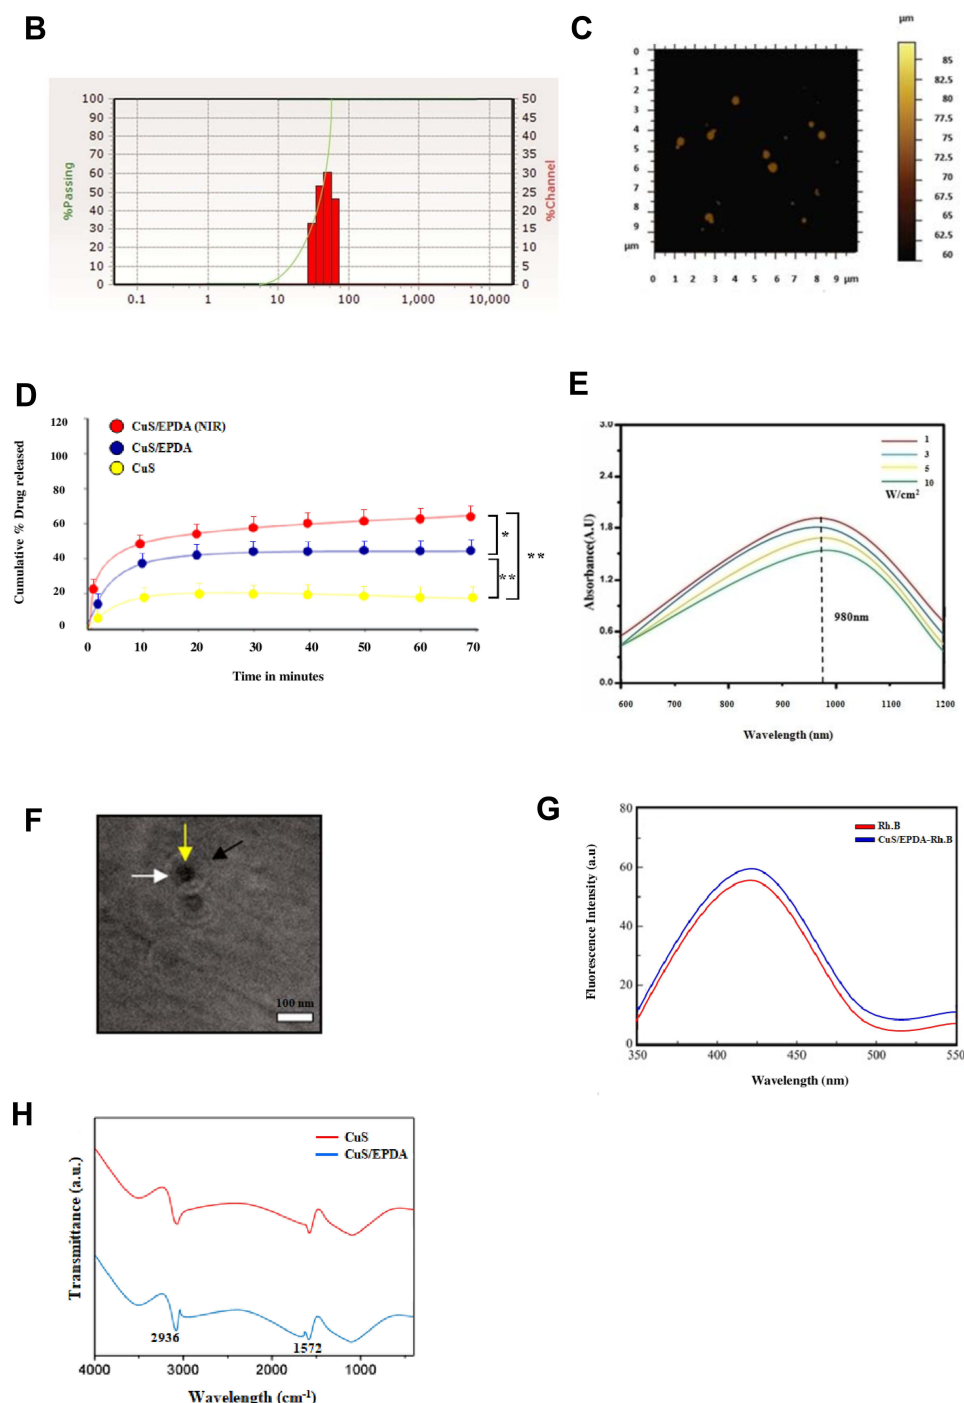 B
100
90
80
70
60
50
40
30
20
10
0
%Passing
50
45
40
35
30
25
20
15
10
5
0
%Channel
0.1
1
10
100
1,000
10,000
C
µm
0
1
2
3
4
5
6
7
8
9
µm
0 1 2 3 4 5 6 7 8 9 µm
85
82.5
80
77.5
75
72.5
70
67.5
65
62.5
60
D
120
100
80
60
40
20
0
Cumulative % Drug released
CuS/EPDA (NIR)
CuS/EPDA
CuS
*
**
**
0 10 20 30 40 50 60 70
Time in minutes
E
3.0
2.4
1.8
1.2
0.6
0.0
Absorbance(A.U)
1
3
5
10
W/cm²
980nm
600 700 800 900 1000 1100 1200
Wavelength (nm)
F
100 nm
G
80
60
40
20
0
Fluorescence Intensity (a.u)
Rh.B
CuS/EPDA-Rh.B
350 400 450 500 550
Wavelength (nm)
H
Transmittance (a.u.)
CuS
CuS/EPDA
2936
1572
4000 3000 2000 1000
Wavelength (cm⁻¹)